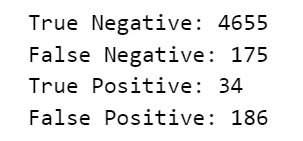 True Negative: 4655
False Negative: 175
True Positive: 34
False Positive: 186